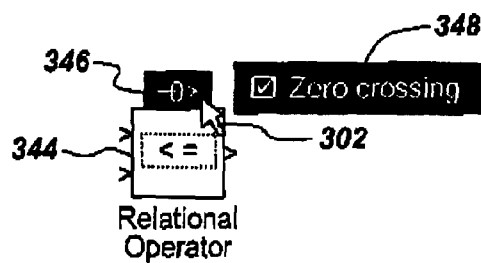 348
346
-0>
☑ Zero crossing
302
344
< =
Relational
Operator